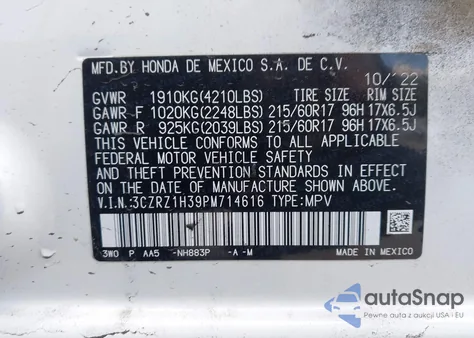 MFD.BY HONDA DE MEXICO S.A. DE C.V.
10/'22
GVWR 1910KG(4210LBS) TIRE SIZE RIM SIZE
GAWR F 1020KG(2248LBS) 215/60R17 96H 17X6.5J
GAWR R 925KG(2039LBS) 215/60R17 96H 17X6.5J
THIS VEHICLE CONFORMS TO ALL APPLICABLE
FEDERAL MOTOR VEHICLE SAFETY
AND THEFT PREVENTION STANDARDS IN EFFECT
ON THE DATE OF MANUFACTURE SHOWN ABOVE.
V.I.N:3CZRZ1H39PM714616 TYPE:MPV
3W0 P AA5 -NH883P -A -M MADE IN MEXICO
autoSnap
Pewne auta z aukcji USA i EU